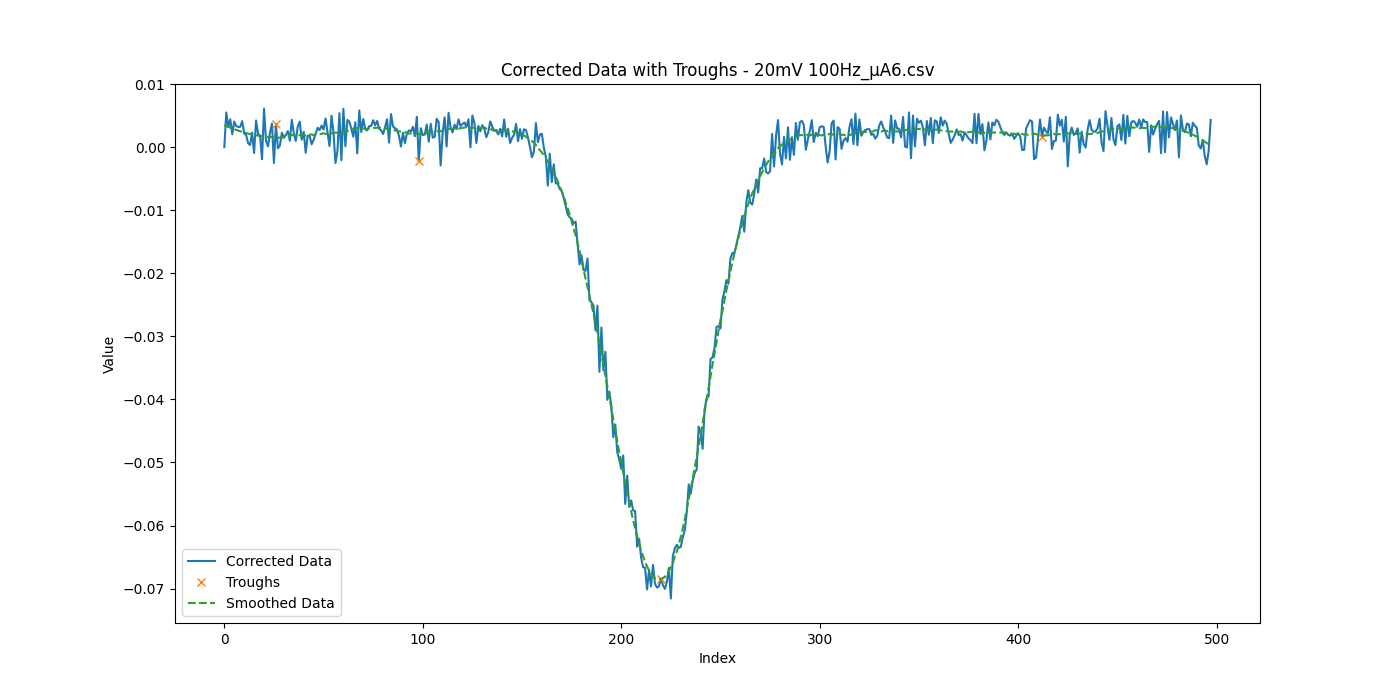 Corrected Data with Troughs - 20mV 100Hz_μA6.csv
0.01
0.00
−0.01
−0.02
−0.03
−0.04
−0.05
−0.06
−0.07
Value
Corrected Data
Troughs
Smoothed Data
0 100 200 300 400 500
Index